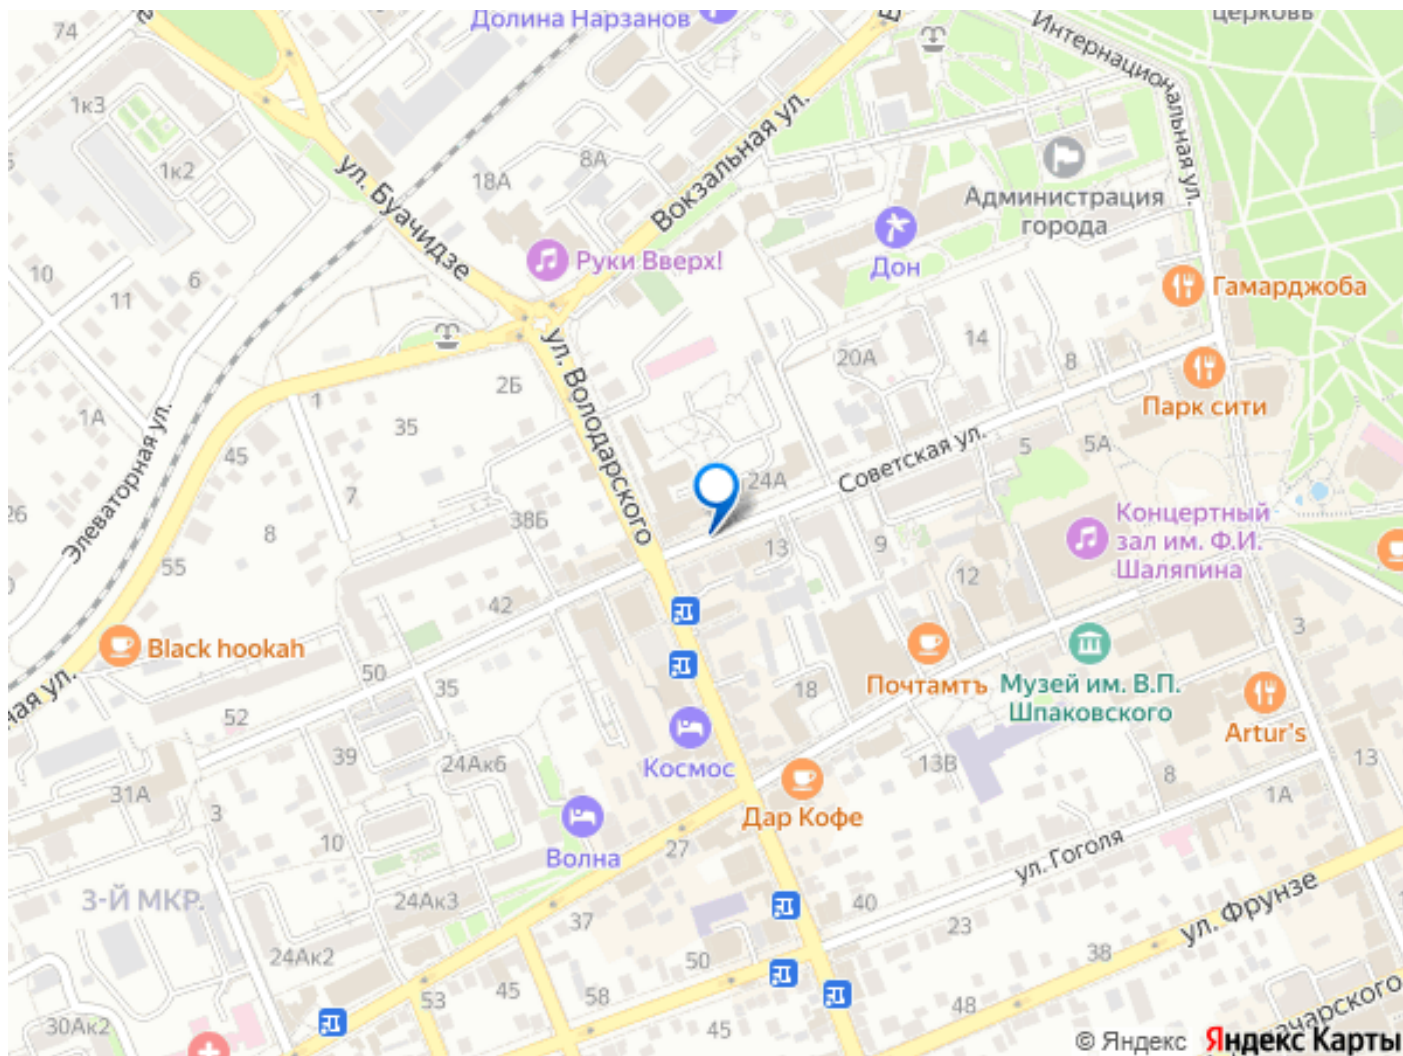 Долина Нарзанов
церковь
74
Интернациональная ул.
1к3
8А
1к2
18А
ул. Буачидзе
Вокзальная ул.
Администрация
города
Руки Вверх!
Дон
10
6
11
Гамарджоба
14
20А
8
2Б
ул. Володарского
1
1А
35
Парк сити
Элеваторная ул.
45
5
5А
Советская ул.
24А
7
26
8
38Б
Концертный
зал им. Ф.И.
Шаляпина
13
9
55
12
42
Black hookah
3
50
35
ная ул.
Почтамтъ
Музей им. В.П.
Шпаковского
18
52
Artur's
39
24Ак6
Космос
13В
13
8
31А
1А
3
Дар Кофе
10
Волна
27
ул. Гоголя
3-Й МКР.
24Ак3
40
ул. Фрунзе
37
23
38
24Ак2
50
45
58
53
48
30Ак2
45
ачарского
© Яндекс Яндекс Карты